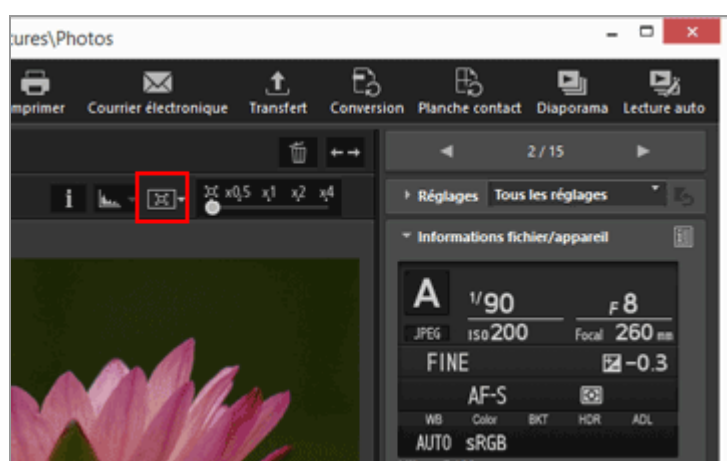 tures\Photos
mprimer Courrier électronique Transfert Conversion Planche contact Diaporama Lecture auto
2/15
i x0,5 x1 x2 x4
Réglages Tous les réglages
Informations fichier/appareil
A 1/90 F8
JPEG ISO200 Focal 260 mm
FINE -0.3
AF-S
WB Color BKT HDR ADL
AUTO sRGB